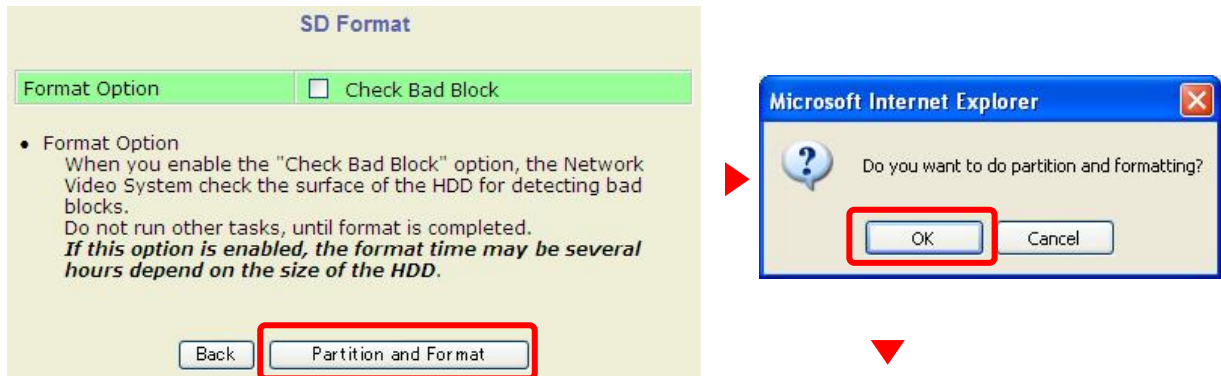 SD Format
Format Option
Check Bad Block
• Format Option
When you enable the "Check Bad Block" option, the Network
Video System check the surface of the HDD for detecting bad
blocks.
Do not run other tasks, until format is completed.
If this option is enabled, the format time may be several
hours depend on the size of the HDD.
Back
Partition and Format
Microsoft Internet Explorer
Do you want to do partition and formatting?
OK
Cancel